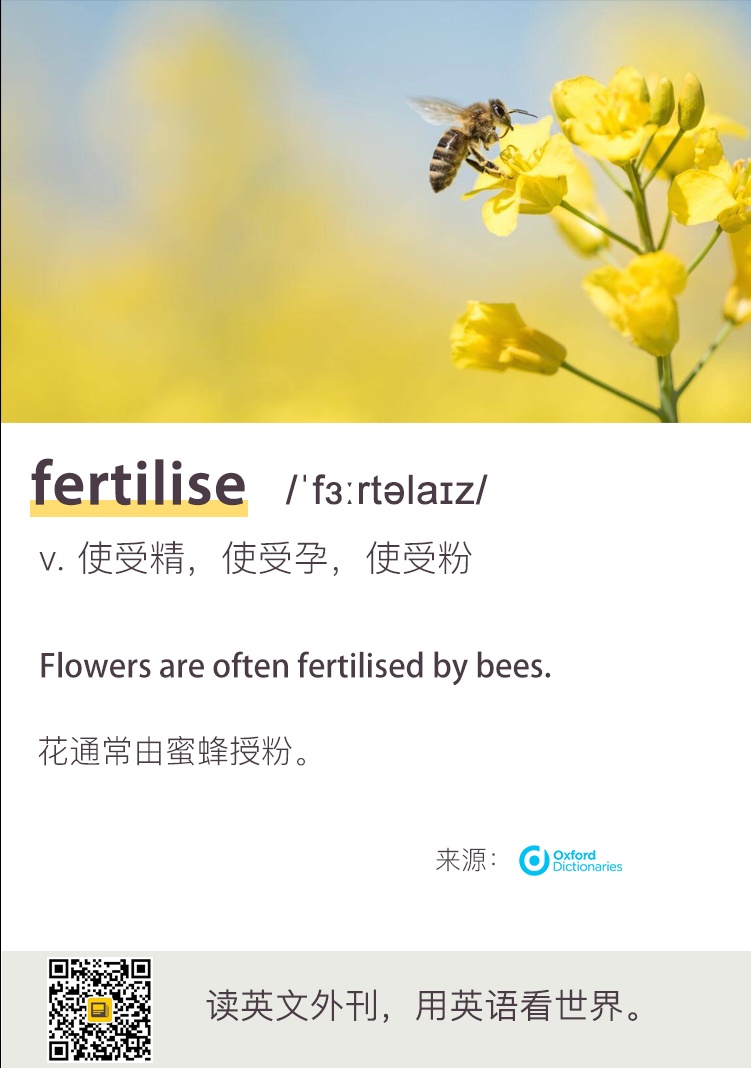 fertilise /ˈfɜːrtəlaɪz/
v. 使受精，使受孕，使受粉
Flowers are often fertilised by bees.
花通常由蜜蜂授粉。
来源：
Oxford
Dictionaries
读英文外刊，用英语看世界。